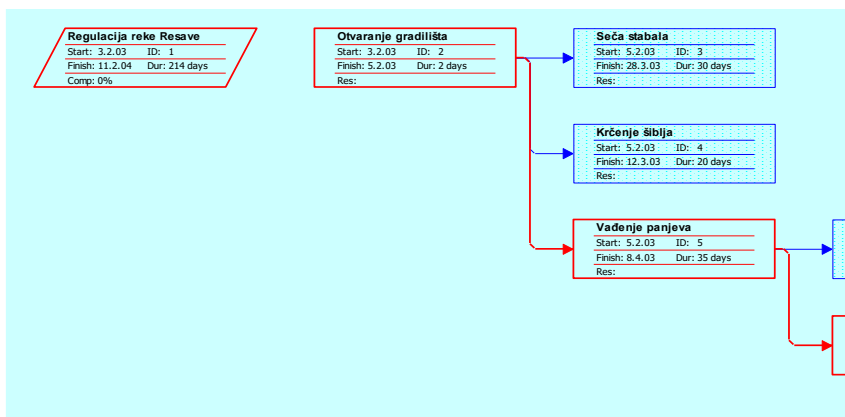 Regulacija reke Resave
Start: 3.2.03 ID: 1
Finish: 11.2.04 Dur: 214 days
Comp: 0%
Otvaranje gradilišta
Start: 3.2.03 ID: 2
Finish: 5.2.03 Dur: 2 days
Res:
Seča stabala
Start: 5.2.03 ID: 3
Finish: 28.3.03 Dur: 30 days
Res:
Krčenje šiblja
Start: 5.2.03 ID: 4
Finish: 12.3.03 Dur: 20 days
Res:
Vađenje panjeva
Start: 5.2.03 ID: 5
Finish: 8.4.03 Dur: 35 days
Res: